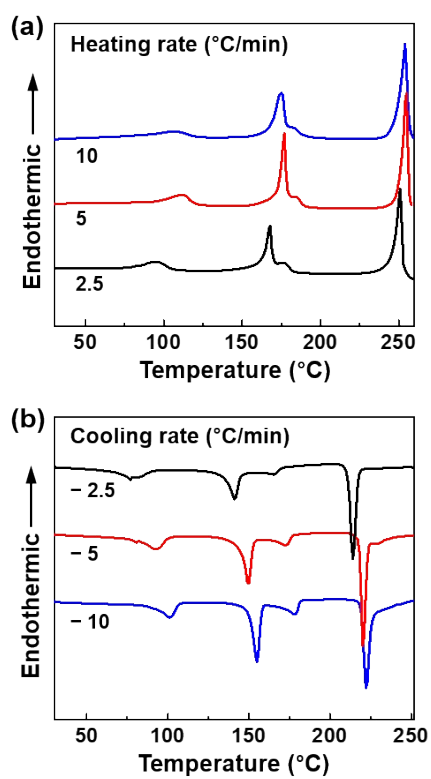 (a)
Heating rate (°C/min)
10
5
2.5
Endothermic
50 100 150 200 250
Temperature (°C)
(b)
Cooling rate (°C/min)
− 2.5
− 5
− 10
Endothermic
50 100 150 200 250
Temperature (°C)